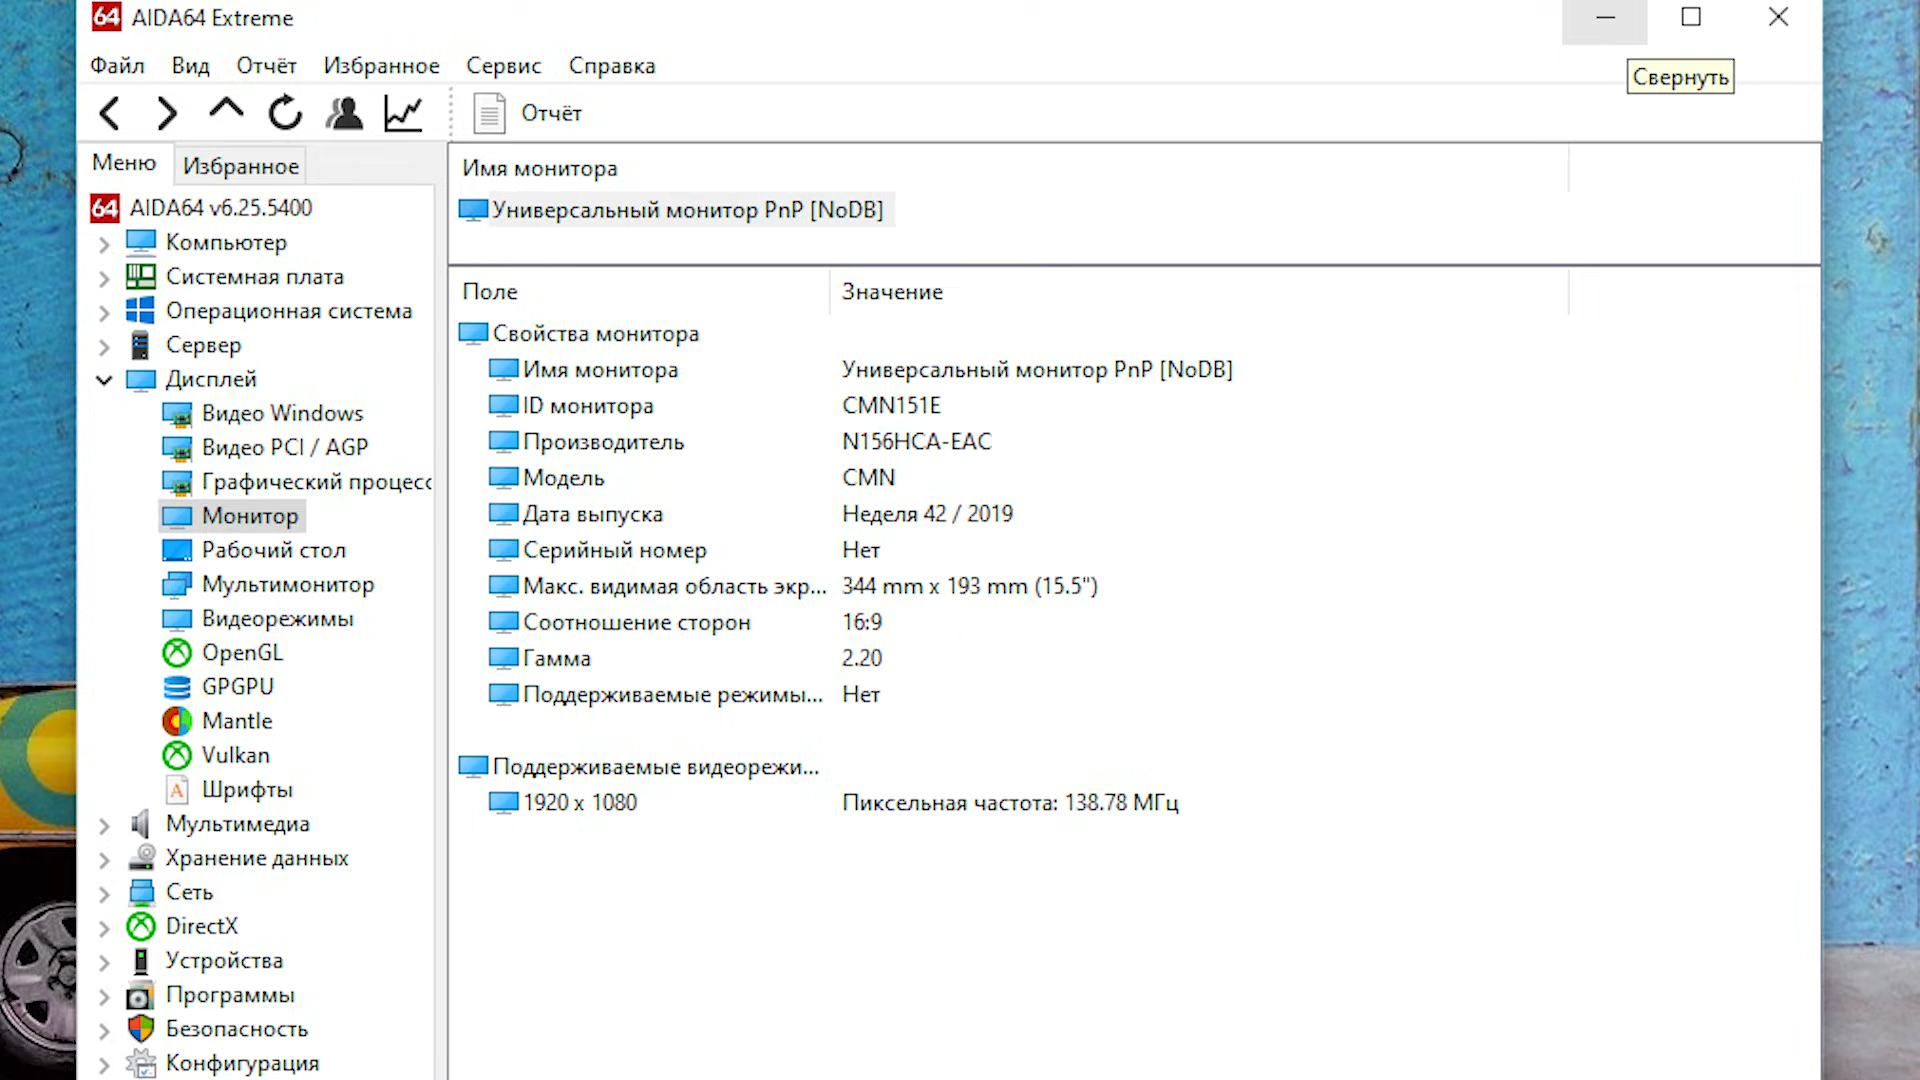 64 AIDA64 Extreme
Файл Вид Отчёт Избранное Сервис Справка
Свернуть
Отчёт
Меню Избранное
64 AIDA64 v6.25.5400
Компьютер
Системная плата
Операционная система
Сервер
Дисплей
Видео Windows
Видео PCI / AGP
Графический процесс
Монитор
Рабочий стол
Мультимонитор
Видеорежимы
OpenGL
GPGPU
Mantle
Vulkan
Шрифты
Мультимедиа
Хранение данных
Сеть
DirectX
Устройства
Программы
Безопасность
Конфигурация
Имя монитора
Универсальный монитор PnP [NoDB]
Поле Значение
Свойства монитора
Имя монитора Универсальный монитор PnP [NoDB]
ID монитора CMN151E
Производитель N156HCA-EAC
Модель CMN
Дата выпуска Неделя 42 / 2019
Серийный номер Нет
Макс. видимая область экр... 344 mm x 193 mm (15.5")
Соотношение сторон 16:9
Гамма 2.20
Поддерживаемые режимы... Нет
Поддерживаемые видеорежи...
1920 x 1080 Пиксельная частота: 138.78 МГц